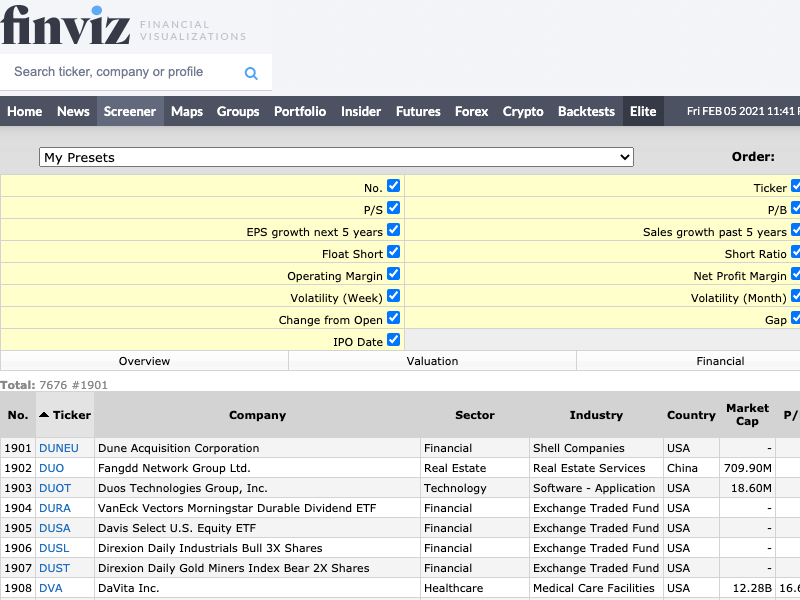 finviz FINANCIAL
VISUALIZATIONS
Search ticker, company or profile
Home News Screener Maps Groups Portfolio Insider Futures Forex Crypto Backtests Elite Fri FEB 05 2021 11:41
My Presets Order:
No. Ticker
P/S P/B
EPS growth next 5 years Sales growth past 5 years
Float Short Short Ratio
Operating Margin Net Profit Margin
Volatility (Week) Volatility (Month)
Change from Open Gap
IPO Date
Overview Valuation Financial
Total: 7676 #1901
No. Ticker Company Sector Industry Country Market Cap P/
1901 DUNEU Dune Acquisition Corporation Financial Shell Companies USA -
1902 DUO Fangdd Network Group Ltd. Real Estate Real Estate Services China 709.90M
1903 DUOT Duos Technologies Group, Inc. Technology Software - Application USA 18.60M
1904 DURA VanEck Vectors Morningstar Durable Dividend ETF Financial Exchange Traded Fund USA -
1905 DUSA Davis Select U.S. Equity ETF Financial Exchange Traded Fund USA -
1906 DUSL Direxion Daily Industrials Bull 3X Shares Financial Exchange Traded Fund USA -
1907 DUST Direxion Daily Gold Miners Index Bear 2X Shares Financial Exchange Traded Fund USA -
1908 DVA DaVita Inc. Healthcare Medical Care Facilities USA 12.28B 16.